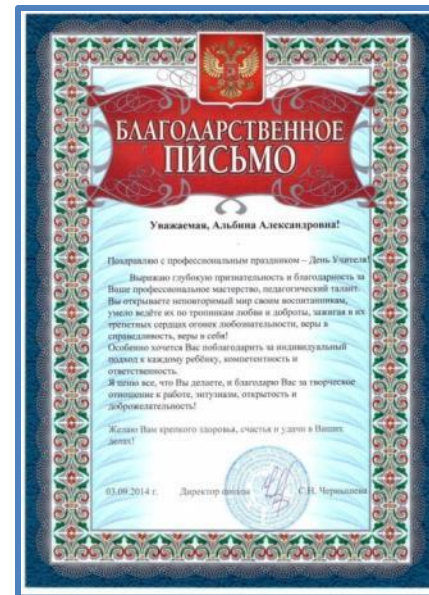 БЛАГОДАРСТВЕННОЕ
ПИСЬМО
Уважаемая, Альбина Александровна!
Поздравляю с профессиональным праздником – День Учителя!
Выражаю глубокую признательность и благодарность за
Ваше профессиональное мастерство, педагогический талант.
Вы открываете неповторимый мир своим воспитанникам,
умело ведёте их по тропинкам любви и доброты, зажигая в их
трепетных сердцах огонек любознательности, веры в
справедливость, веры в себя!
Особенно хочется Вас поблагодарить за индивидуальный
подход к каждому ребёнку, компетентность и
ответственность.
Я ценю все, что Вы делаете, и благодарю Вас за творческое
отношение к работе, энтузиазм, открытость и
доброжелательность!
Желаю Вам крепкого здоровья, счастья и удачи в Ваших
делах!
03.09.2014 г. Директор школы С.Н. Чернышова